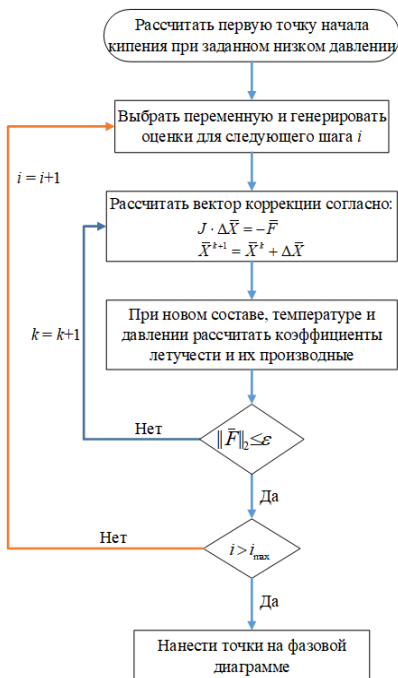 Рассчитать первую точку начала
кипения при заданном низком давлении
Выбрать переменную и генерировать
оценки для следующего шага i
i = i+1
Рассчитать вектор коррекции согласно:
J · ΔX̅ = −F̅
X̅ᵏ⁺¹ = X̅ᵏ + ΔX̅
k = k+1
При новом составе, температуре и
давлении рассчитать коэффициенты
летучести и их производные
Нет
‖F̅‖₂ ≤ ε
Да
Нет
i > i_max
Да
Нанести точки на фазовой
диаграмме